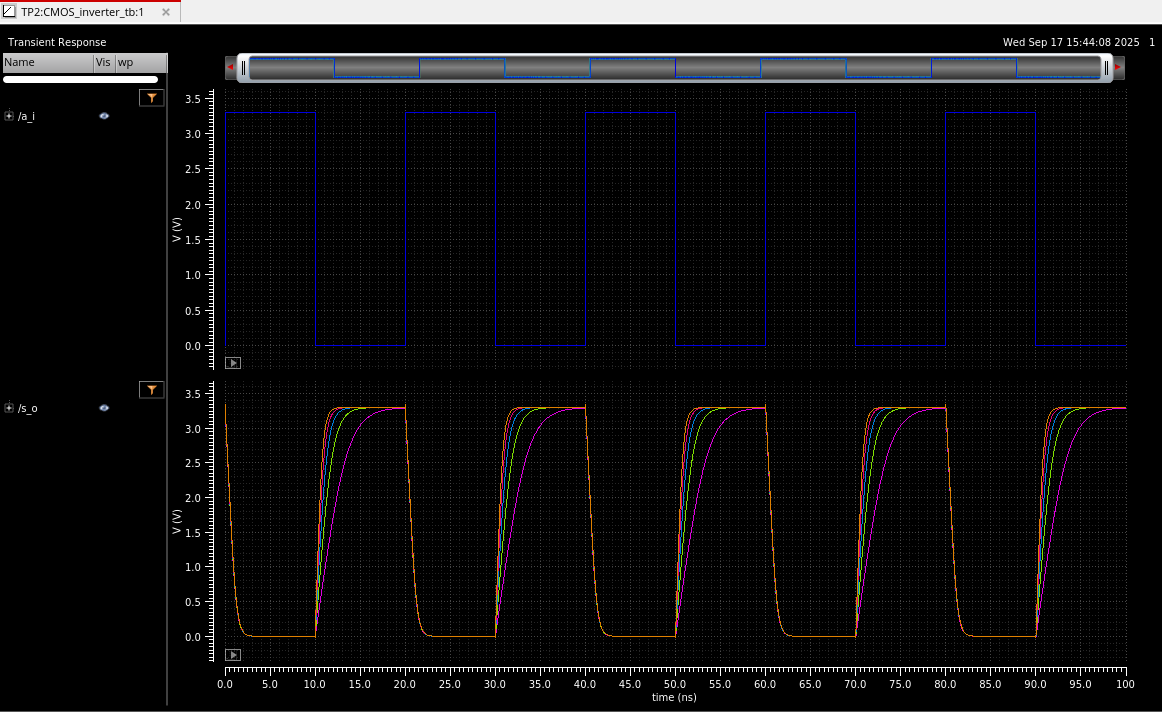 TP2:CMOS_inverter_tb:1
Transient Response
Wed Sep 17 15:44:08 2025 1
Name Vis wp
/a_i
3.5
3.0
2.5
2.0
1.5
1.0
0.5
0.0
V (V)
/s_o
3.5
3.0
2.5
2.0
1.5
1.0
0.5
0.0
V (V)
0.0 5.0 10.0 15.0 20.0 25.0 30.0 35.0 40.0 45.0 50.0 55.0 60.0 65.0 70.0 75.0 80.0 85.0 90.0 95.0 100
time (ns)